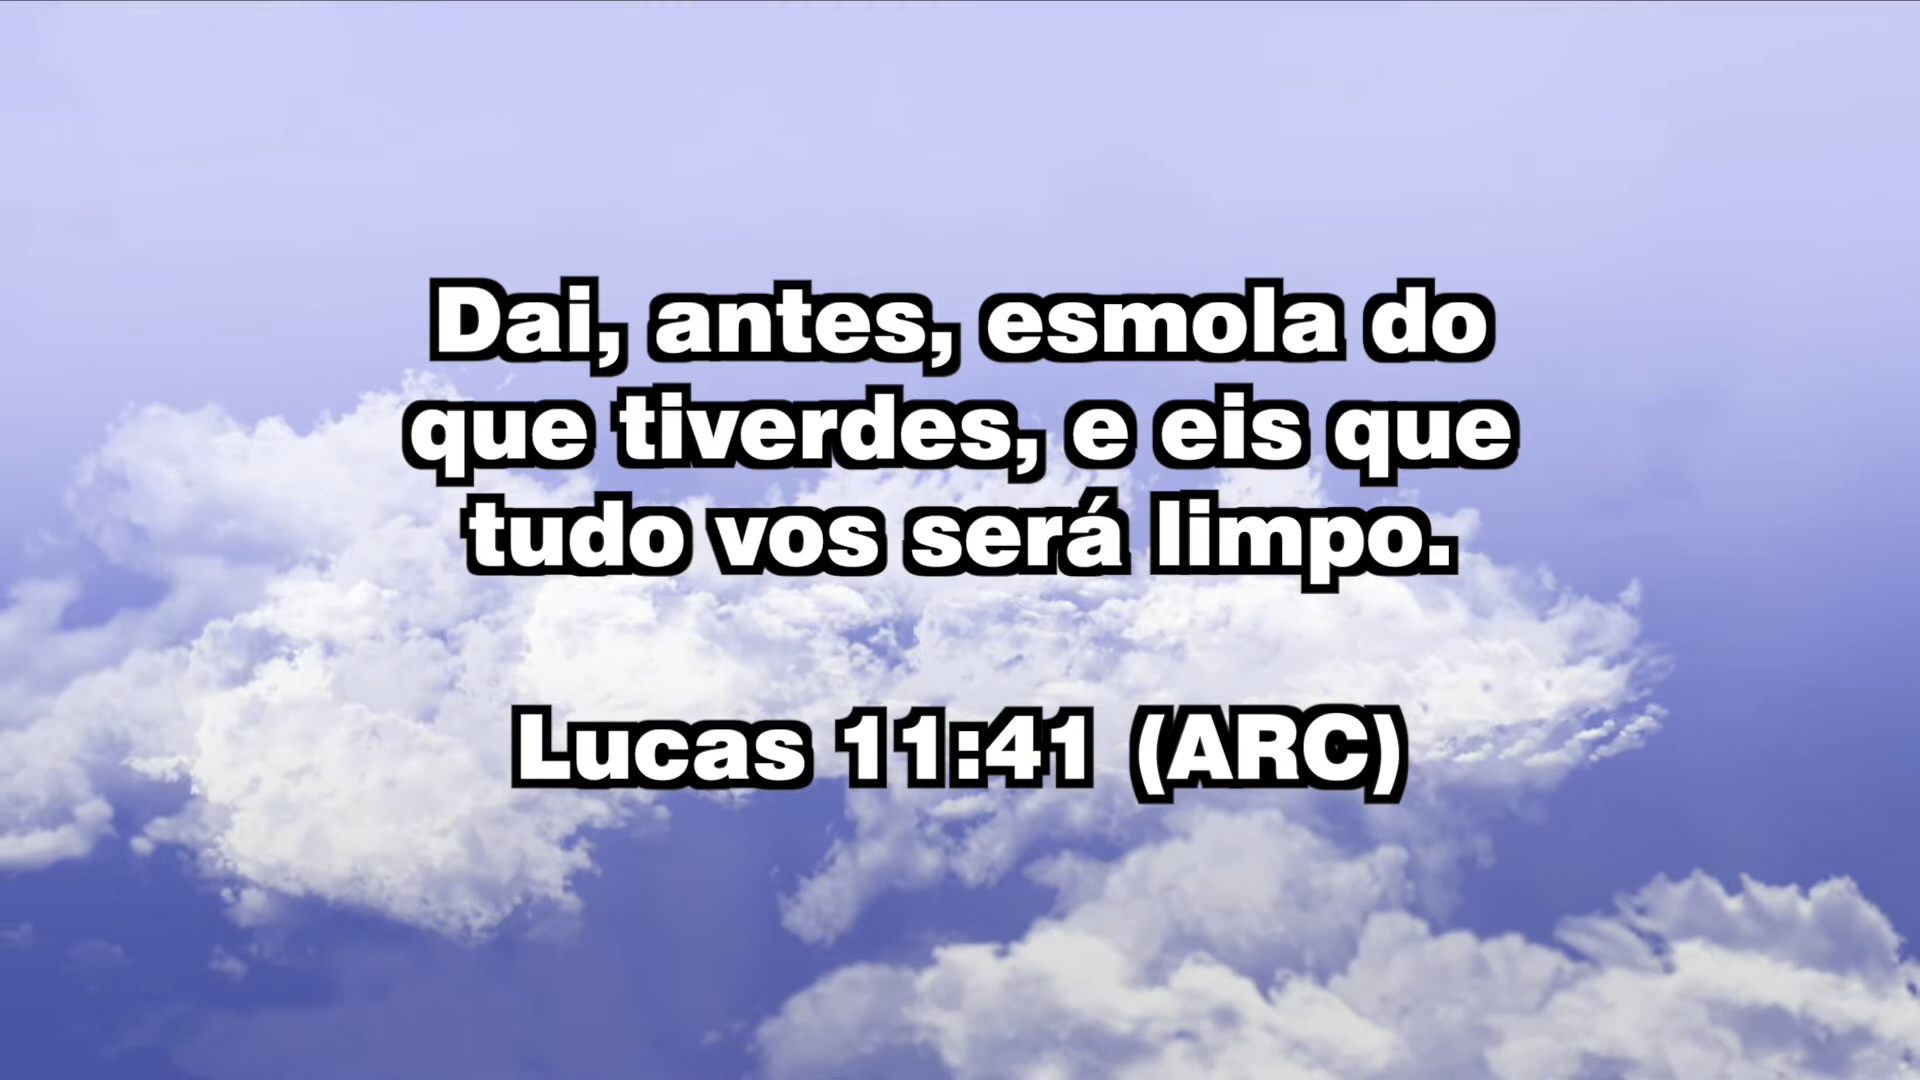 Dai, antes, esmola do
que tiverdes, e eis que
tudo vos será limpo.
Lucas 11:41 (ARC)